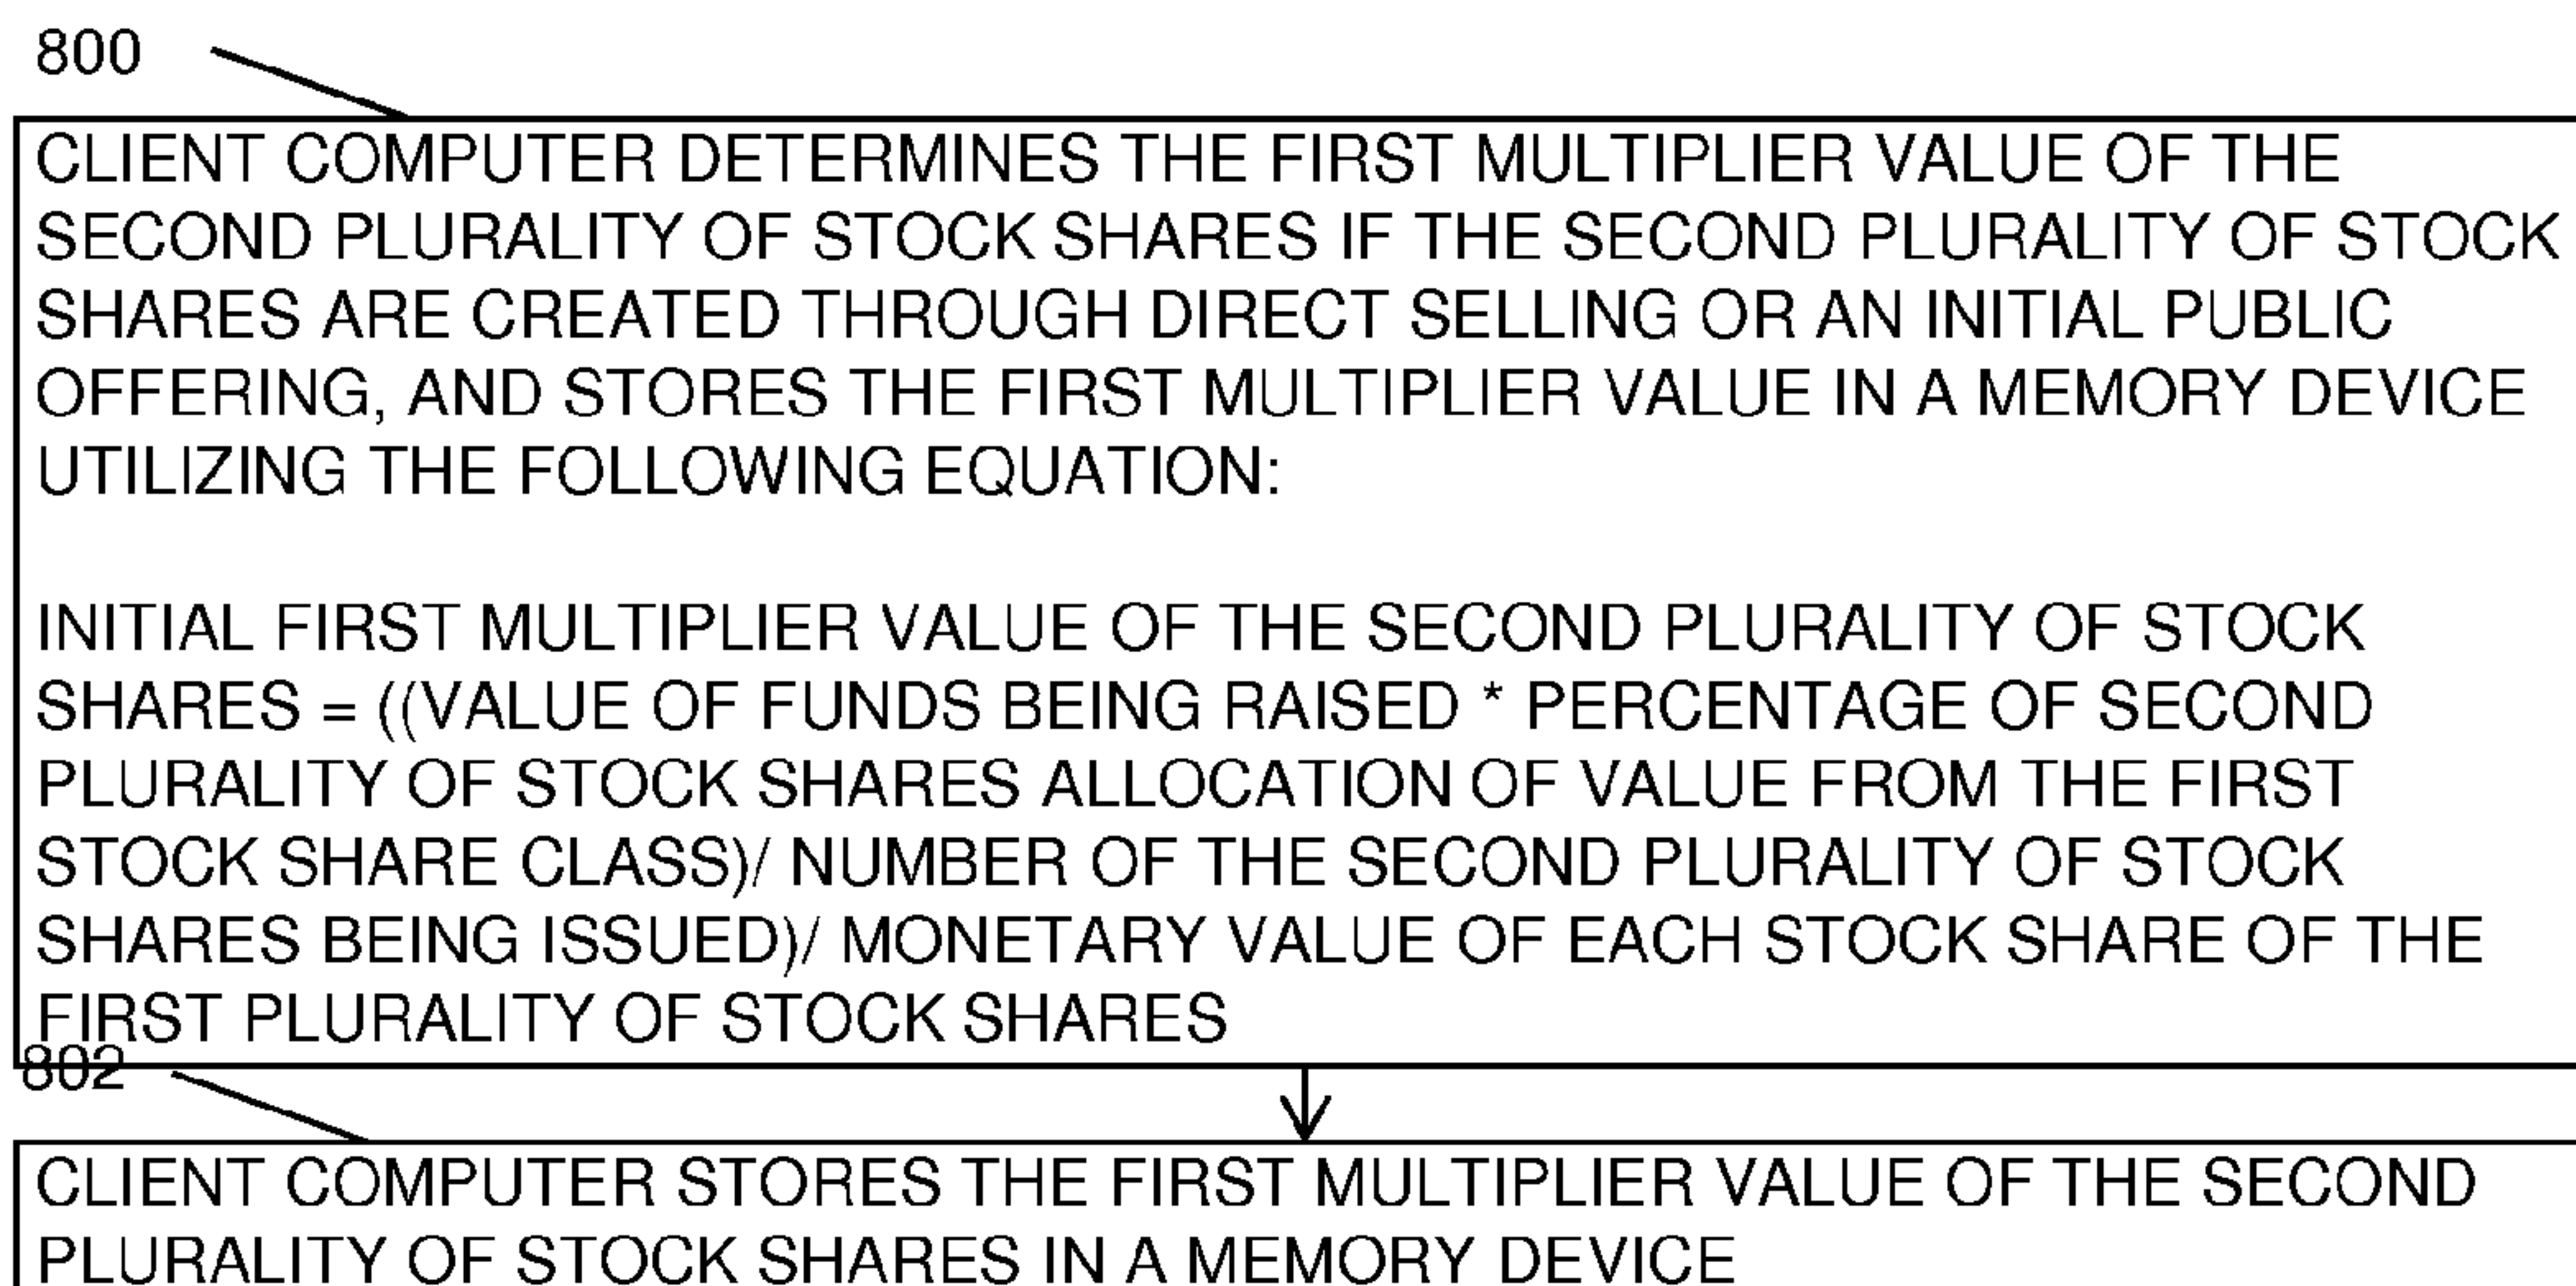 800
CLIENT COMPUTER DETERMINES THE FIRST MULTIPLIER VALUE OF THE
SECOND PLURALITY OF STOCK SHARES IF THE SECOND PLURALITY OF STOCK
SHARES ARE CREATED THROUGH DIRECT SELLING OR AN INITIAL PUBLIC
OFFERING, AND STORES THE FIRST MULTIPLIER VALUE IN A MEMORY DEVICE
UTILIZING THE FOLLOWING EQUATION:
INITIAL FIRST MULTIPLIER VALUE OF THE SECOND PLURALITY OF STOCK
SHARES = ((VALUE OF FUNDS BEING RAISED * PERCENTAGE OF SECOND
PLURALITY OF STOCK SHARES ALLOCATION OF VALUE FROM THE FIRST
STOCK SHARE CLASS)/ NUMBER OF THE SECOND PLURALITY OF STOCK
SHARES BEING ISSUED)/ MONETARY VALUE OF EACH STOCK SHARE OF THE
FIRST PLURALITY OF STOCK SHARES
802
CLIENT COMPUTER STORES THE FIRST MULTIPLIER VALUE OF THE SECOND
PLURALITY OF STOCK SHARES IN A MEMORY DEVICE